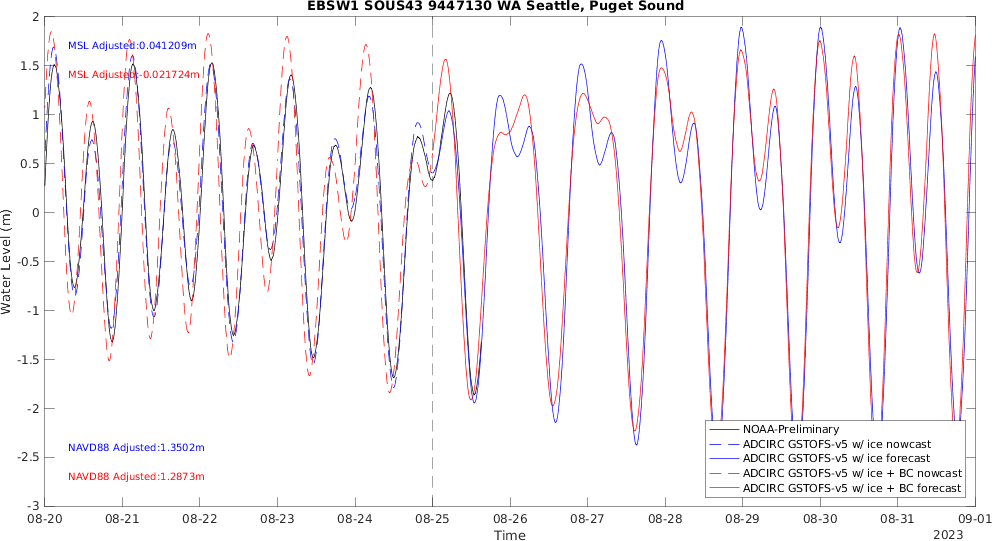 EBSW1 SOUS43 9447130 WA Seattle, Puget Sound
2
1.5
1
0.5
0
-0.5
-1
-1.5
-2
-2.5
-3
Water Level (m)
MSL Adjusted:0.041209m
MSL Adjusted:-0.021724m
NAVD88 Adjusted:1.3502m
NAVD88 Adjusted:1.2873m
NOAA-Preliminary
ADCIRC GSTOFS-v5 w/ ice nowcast
ADCIRC GSTOFS-v5 w/ ice forecast
ADCIRC GSTOFS-v5 w/ ice + BC nowcast
ADCIRC GSTOFS-v5 w/ ice + BC forecast
08-20 08-21 08-22 08-23 08-24 08-25 08-26 08-27 08-28 08-29 08-30 08-31 09-01
Time
2023